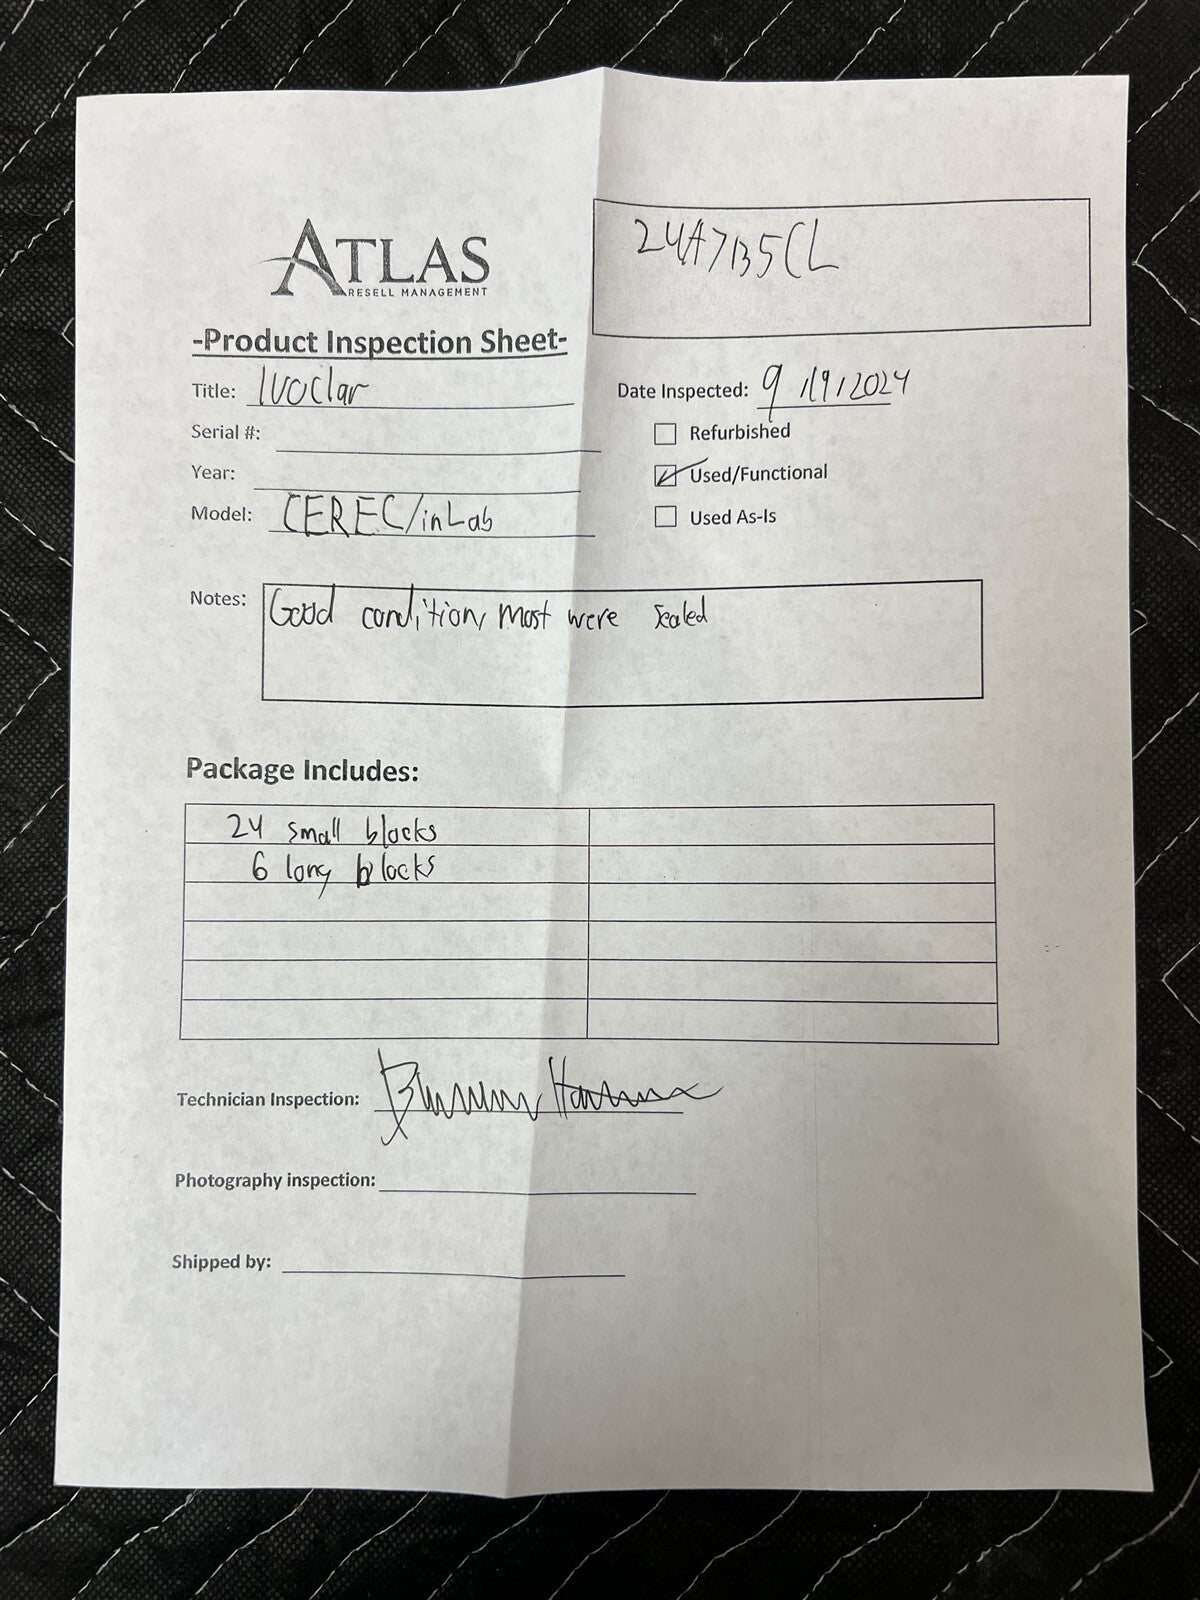 24A7B5CL
ATLAS
RESELL MANAGEMENT
-Product Inspection Sheet-
Title: Ivoclar
Date Inspected: 9 /19/2024
Serial #:
Refurbished
Year:
Used/Functional
Model: CEREC/inLab
Used As-Is
Notes: Good condition, most were sealed
Package Includes:
24 small blocks
6 long blocks
Technician Inspection:
Photography inspection:
Shipped by: